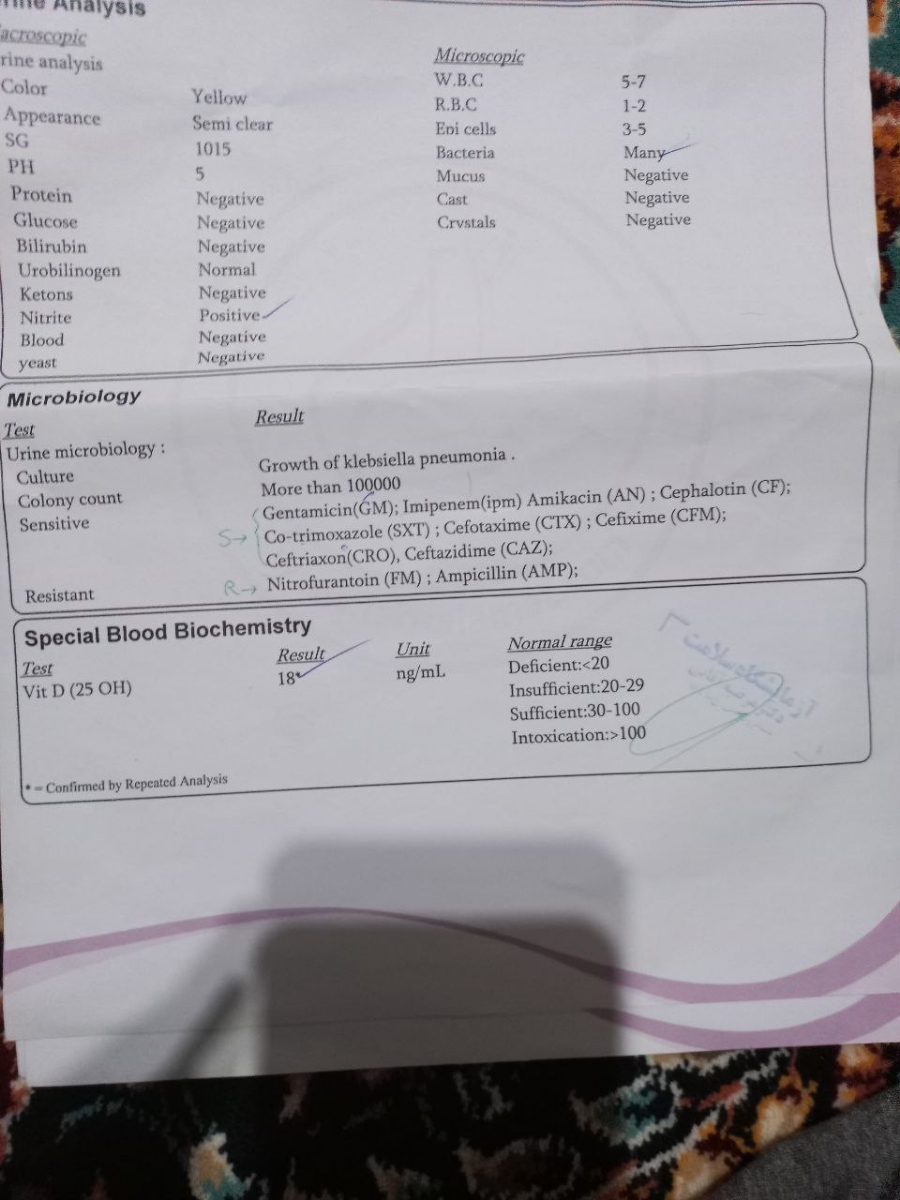 Urine Analysis
Macroscopic
Urine analysis
Color Yellow
Appearance Semi clear
SG 1015
PH 5
Protein Negative
Glucose Negative
Bilirubin Negative
Urobilinogen Normal
Ketons Negative
Nitrite Positive
Blood Negative
yeast Negative
Microscopic
W.B.C 5-7
R.B.C 1-2
Epi cells 3-5
Bacteria Many
Mucus Negative
Cast Negative
Crystals Negative
Microbiology
Test Result
Urine microbiology :
Culture Growth of klebsiella pneumonia .
Colony count More than 100000
Sensitive Gentamicin(GM); Imipenem(ipm) Amikacin (AN) ; Cephalotin (CF);
S→ Co-trimoxazole (SXT) ; Cefotaxime (CTX) ; Cefixime (CFM);
Ceftriaxon(CRO), Ceftazidime (CAZ);
Resistant R→ Nitrofurantoin (FM) ; Ampicillin (AMP);
Special Blood Biochemistry
Test Result Unit Normal range
Vit D (25 OH) 18 ng/mL Deficient:<20
Insufficient:20-29
Sufficient:30-100
Intoxication:>100
* = Confirmed by Repeated Analysis